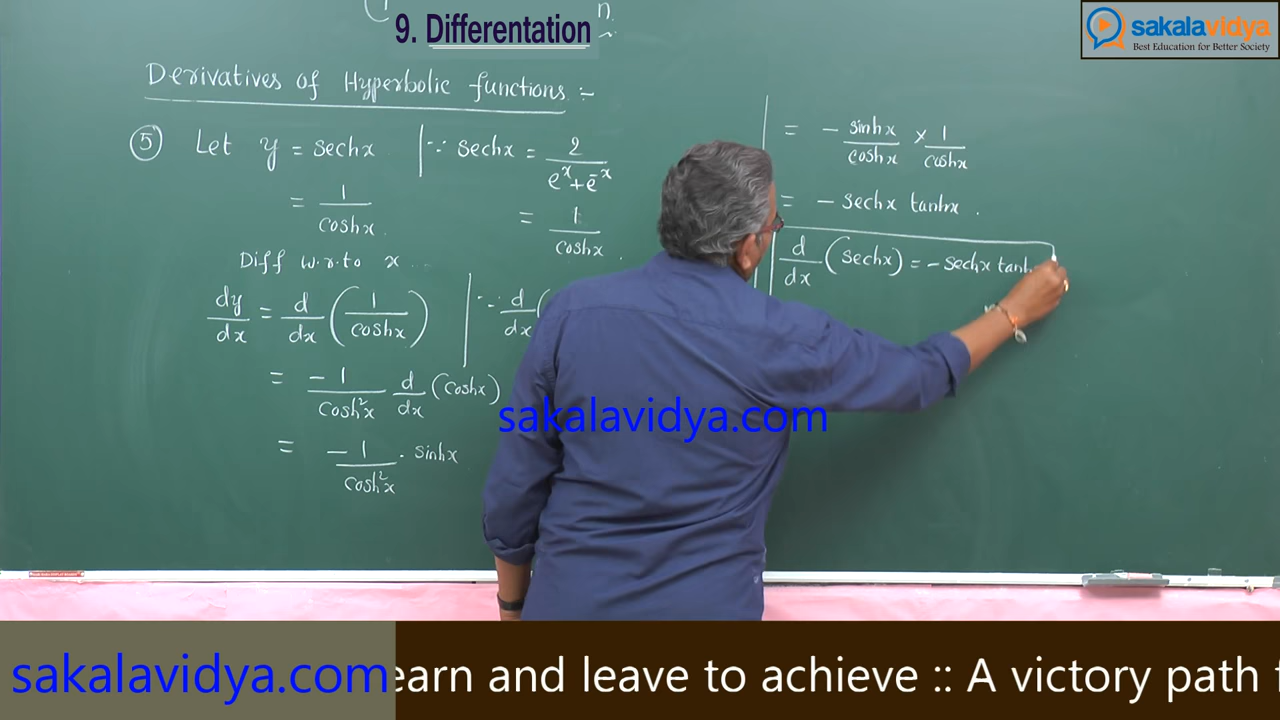 9. Differentation
sakalavidya
Best Education for Better Society
Derivatives of Hyperbolic functions :-
⑤ Let y = sechx | ∵ sechx = 2/(e^x + e^-x)
= 1/coshx = 1/coshx.
Diff w.r.to x.
dy/dx = d/dx (1/coshx) | ∵ d/dx (
= -1/cosh²x d/dx (coshx)
= -1/cosh²x . sinhx
= - sinhx/coshx × 1/coshx
= - sechx tanhx.
d/dx (sechx) = - sechx tanh
sakalavidya.com
sakalavidya.com earn and leave to achieve :: A victory path